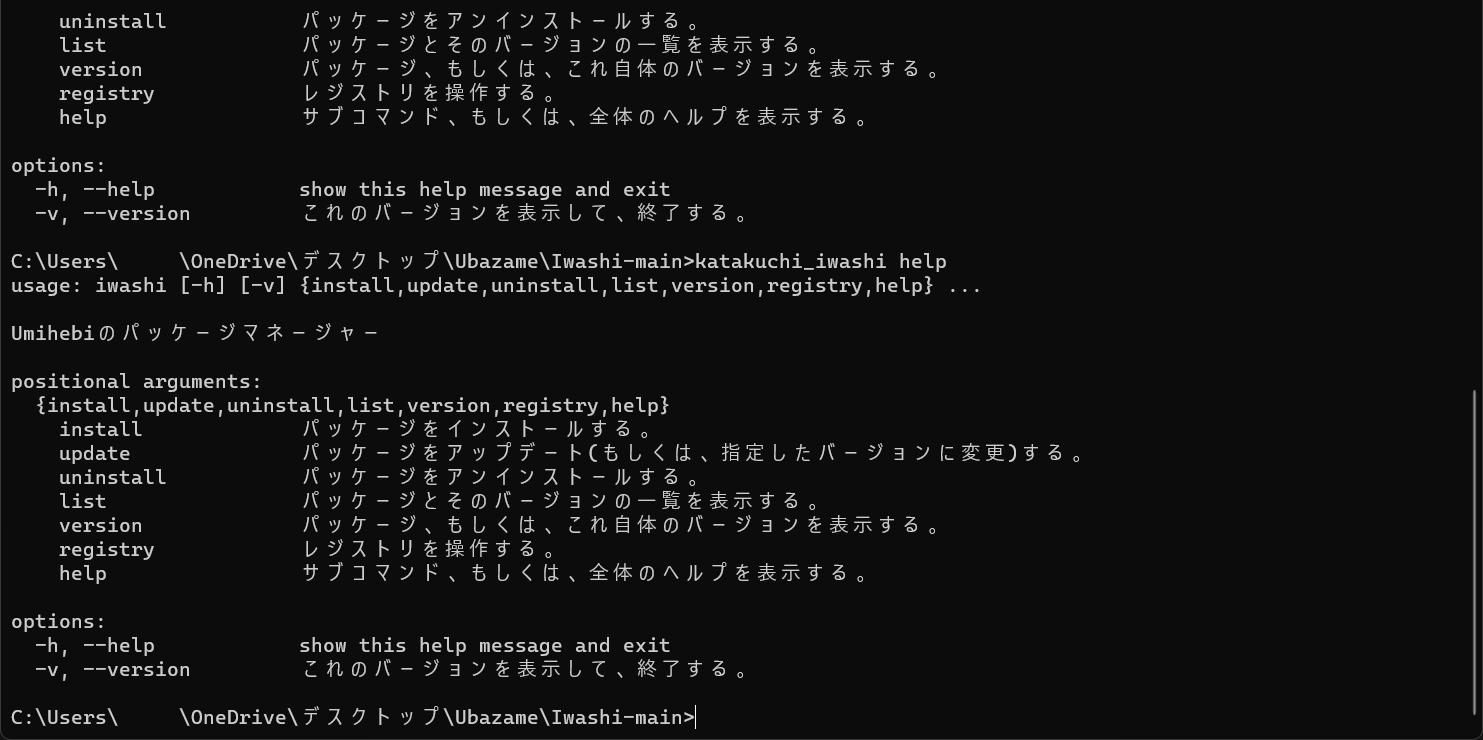 uninstall           パッケージをアンインストールする。
    list                パッケージとそのバージョンの一覧を表示する。
    version             パッケージ、もしくは、これ自体のバージョンを表示する。
    registry            レジストリを操作する。
    help                サブコマンド、もしくは、全体のヘルプを表示する。

options:
  -h, --help            show this help message and exit
  -v, --version         これのバージョンを表示して、終了する。

C:\Users\     \OneDrive\デスクトップ\Ubazame\Iwashi-main>katakuchi_iwashi help
usage: iwashi [-h] [-v] {install,update,uninstall,list,version,registry,help} ...

Umihebiのパッケージマネージャー

positional arguments:
  {install,update,uninstall,list,version,registry,help}
    install             パッケージをインストールする。
    update              パッケージをアップデート(もしくは、指定したバージョンに変更)する。
    uninstall           パッケージをアンインストールする。
    list                パッケージとそのバージョンの一覧を表示する。
    version             パッケージ、もしくは、これ自体のバージョンを表示する。
    registry            レジストリを操作する。
    help                サブコマンド、もしくは、全体のヘルプを表示する。

options:
  -h, --help            show this help message and exit
  -v, --version         これのバージョンを表示して、終了する。

C:\Users\     \OneDrive\デスクトップ\Ubazame\Iwashi-main>